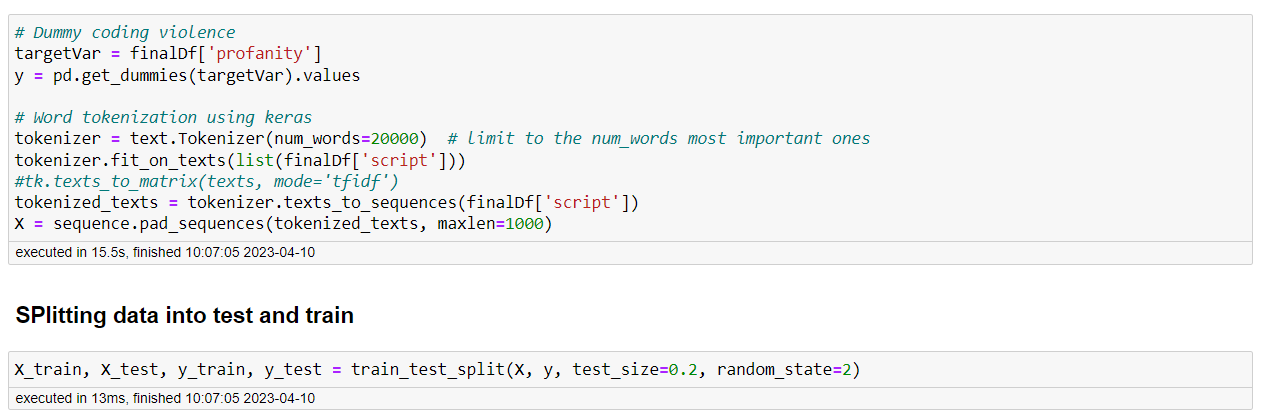 # Dummy coding violence
targetVar = finalDf['profanity']
y = pd.get_dummies(targetVar).values
# Word tokenization using keras
tokenizer = text.Tokenizer(num_words=20000)  # limit to the num_words most important ones
tokenizer.fit_on_texts(list(finalDf['script']))
#tk.texts_to_matrix(texts, mode='tfidf')
tokenized_texts = tokenizer.texts_to_sequences(finalDf['script'])
X = sequence.pad_sequences(tokenized_texts, maxlen=1000)
executed in 15.5s, finished 10:07:05 2023-04-10
SPlitting data into test and train
X_train, X_test, y_train, y_test = train_test_split(X, y, test_size=0.2, random_state=2)
executed in 13ms, finished 10:07:05 2023-04-10